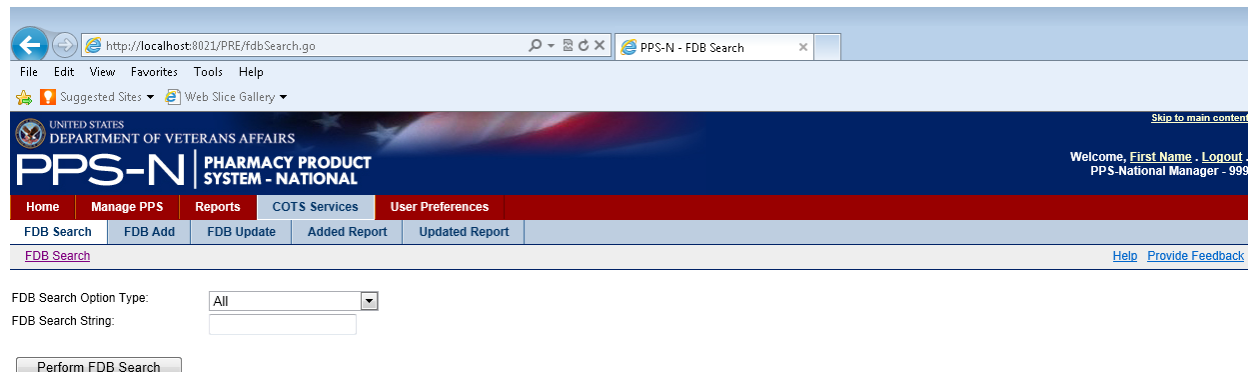 http://localhost:8021/PRE/fdbSearch.go PPS-N - FDB Search
File Edit View Favorites Tools Help
Suggested Sites Web Slice Gallery
Skip to main content
UNITED STATES
DEPARTMENT OF VETERANS AFFAIRS
PPS-N PHARMACY PRODUCT
SYSTEM - NATIONAL
Welcome, First Name . Logout .
PPS-National Manager - 999
Home Manage PPS Reports COTS Services User Preferences
FDB Search FDB Add FDB Update Added Report Updated Report
FDB Search Help Provide Feedback
FDB Search Option Type: All
FDB Search String:
Perform FDB Search